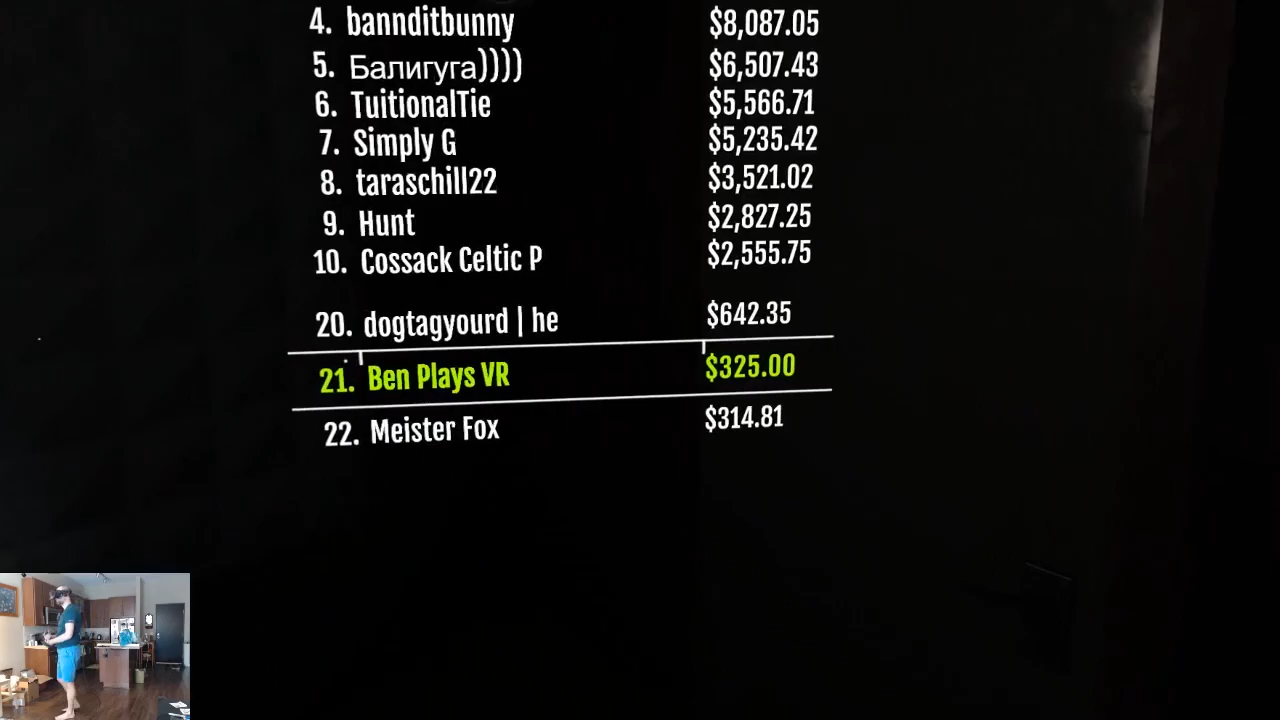 4. bannditbunny $8,087.05
5. Балигуга)))) $6,507.43
6. TuitionalTie $5,566.71
7. Simply G $5,235.42
8. taraschill22 $3,521.02
9. Hunt $2,827.25
10. Cossack Celtic P $2,555.75
20. dogtagyourd | he $642.35
21. Ben Plays VR $325.00
22. Meister Fox $314.81